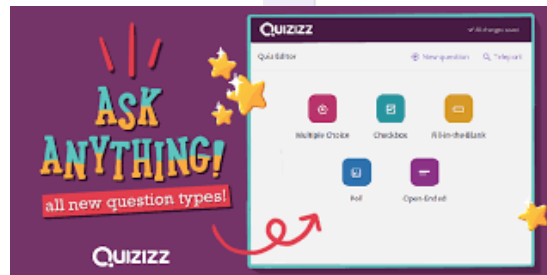 ASK
ANYTHING!
all new question types!
QUIZIZZ
QUIZIZZ
All changes saved
Quiz Editor
New question
Teleport
Multiple Choice
Checkbox
Fill-in-the-Blank
Poll
Open-Ended